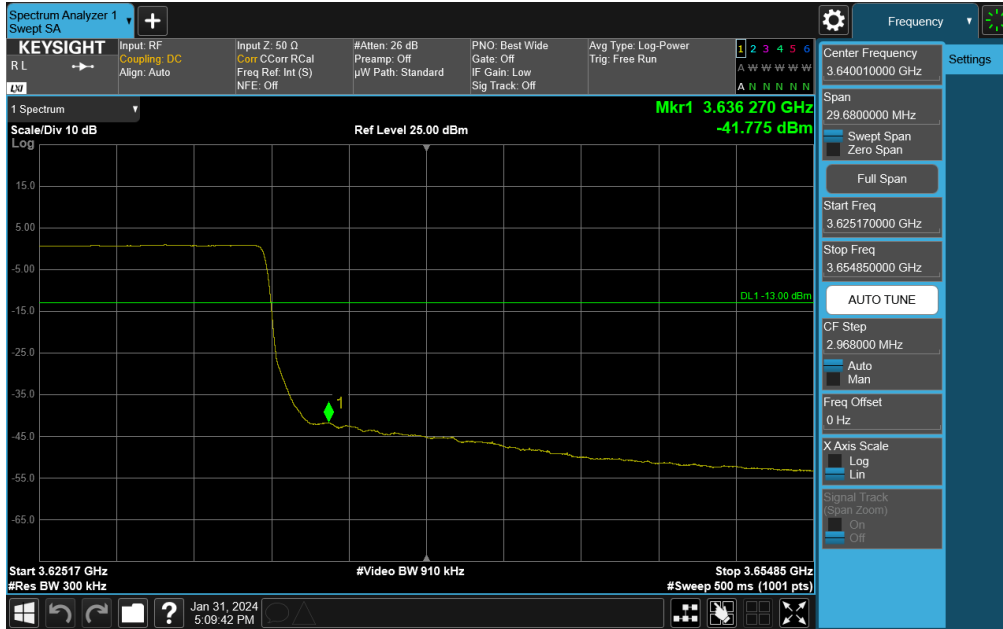 Spectrum Analyzer 1
Swept SA
+
Frequency
KEYSIGHT
R L
LXI
Input: RF
Coupling: DC
Align: Auto
Input Z: 50 Ω
Corr CCorr RCal
Freq Ref: Int (S)
NFE: Off
#Atten: 26 dB
Preamp: Off
µW Path: Standard
PNO: Best Wide
Gate: Off
IF Gain: Low
Sig Track: Off
Avg Type: Log-Power
Trig: Free Run
1 2 3 4 5 6
A W W W W W
A N N N N N
1 Spectrum
Scale/Div 10 dB
Log
Ref Level 25.00 dBm
Mkr1 3.636 270 GHz
-41.775 dBm
15.0
5.00
-5.00
DL1 -13.00 dBm
-15.0
-25.0
-35.0
1
-45.0
-55.0
-65.0
Start 3.62517 GHz
#Res BW 300 kHz
#Video BW 910 kHz
Stop 3.65485 GHz
#Sweep 500 ms (1001 pts)
?
Jan 31, 2024
5:09:42 PM
Center Frequency
3.640010000 GHz
Span
29.6800000 MHz
Swept Span
Zero Span
Full Span
Start Freq
3.625170000 GHz
Stop Freq
3.654850000 GHz
AUTO TUNE
CF Step
2.968000 MHz
Auto
Man
Freq Offset
0 Hz
X Axis Scale
Log
Lin
Signal Track
(Span Zoom)
On
Off
Settings